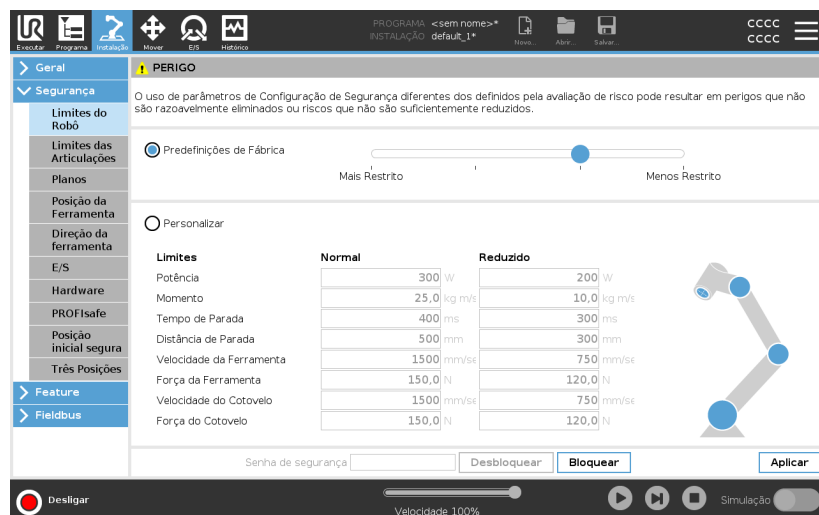 PROGRAMA <sem nome>*
INSTALAÇÃO default_1*
CCCC
CCCC
Executar Programa Instalação Mover E/S Histórico Novo... Abrir... Salvar...
Geral
Segurança
Limites do
Robô
Limites das
Articulações
Planos
Posição da
Ferramenta
Direção da
ferramenta
E/S
Hardware
PROFIsafe
Posição
inicial segura
Três Posições
Feature
Fieldbus
PERIGO
O uso de parâmetros de Configuração de Segurança diferentes dos definidos pela avaliação de risco pode resultar em perigos que não
são razoavelmente eliminados ou riscos que não são suficientemente reduzidos.
Predefinições de Fábrica
Mais Restrito Menos Restrito
Personalizar
Limites Normal Reduzido
Potência 300 W 200 W
Momento 25,0 kg m/s 10,0 kg m/s
Tempo de Parada 400 ms 300 ms
Distância de Parada 500 mm 300 mm
Velocidade da Ferramenta 1500 mm/se 750 mm/se
Força da Ferramenta 150,0 N 120,0 N
Velocidade do Cotovelo 1500 mm/se 750 mm/se
Força do Cotovelo 150,0 N 120,0 N
Senha de segurança Desbloquear Bloquear Aplicar
Desligar
Velocidade 100%
Simulação